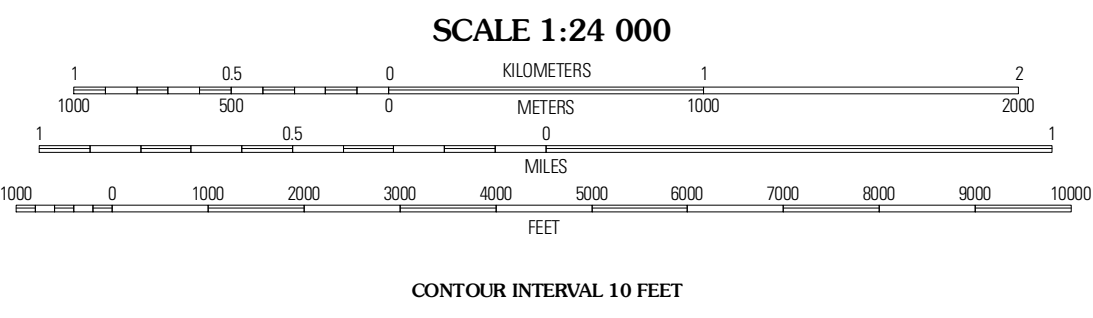 SCALE 1:24 000
1 0.5 0 KILOMETERS 1 2
1000 500 0 METERS 1000 2000
1 0.5 0 1
MILES
1000 0 1000 2000 3000 4000 5000 6000 7000 8000 9000 10000
FEET
CONTOUR INTERVAL 10 FEET